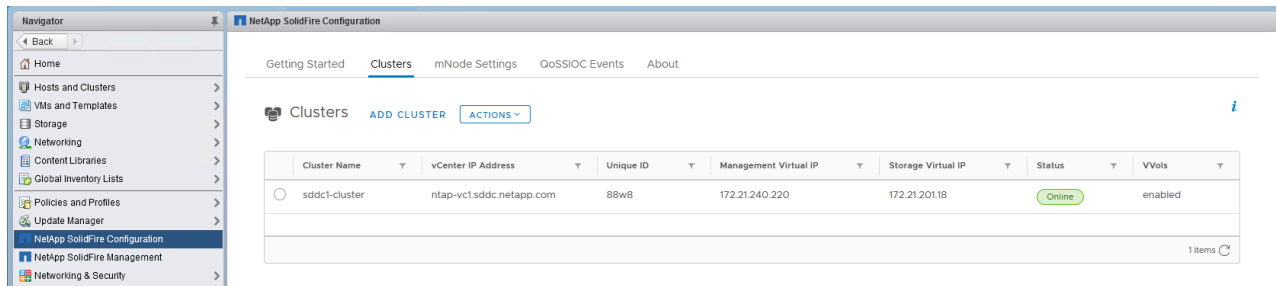 Navigator
NetApp SolidFire Configuration
Back
Home
Hosts and Clusters
VMs and Templates
Storage
Networking
Content Libraries
Global Inventory Lists
Policies and Profiles
Update Manager
NetApp SolidFire Configuration
NetApp SolidFire Management
Networking & Security
Getting Started Clusters mNode Settings QoSSIOC Events About
Clusters ADD CLUSTER ACTIONS i
Cluster Name vCenter IP Address Unique ID Management Virtual IP Storage Virtual IP Status VVols
sddc1-cluster ntap-vc1.sddc.netapp.com 88w8 172.21.240.220 172.21.201.18 Online enabled
1 items